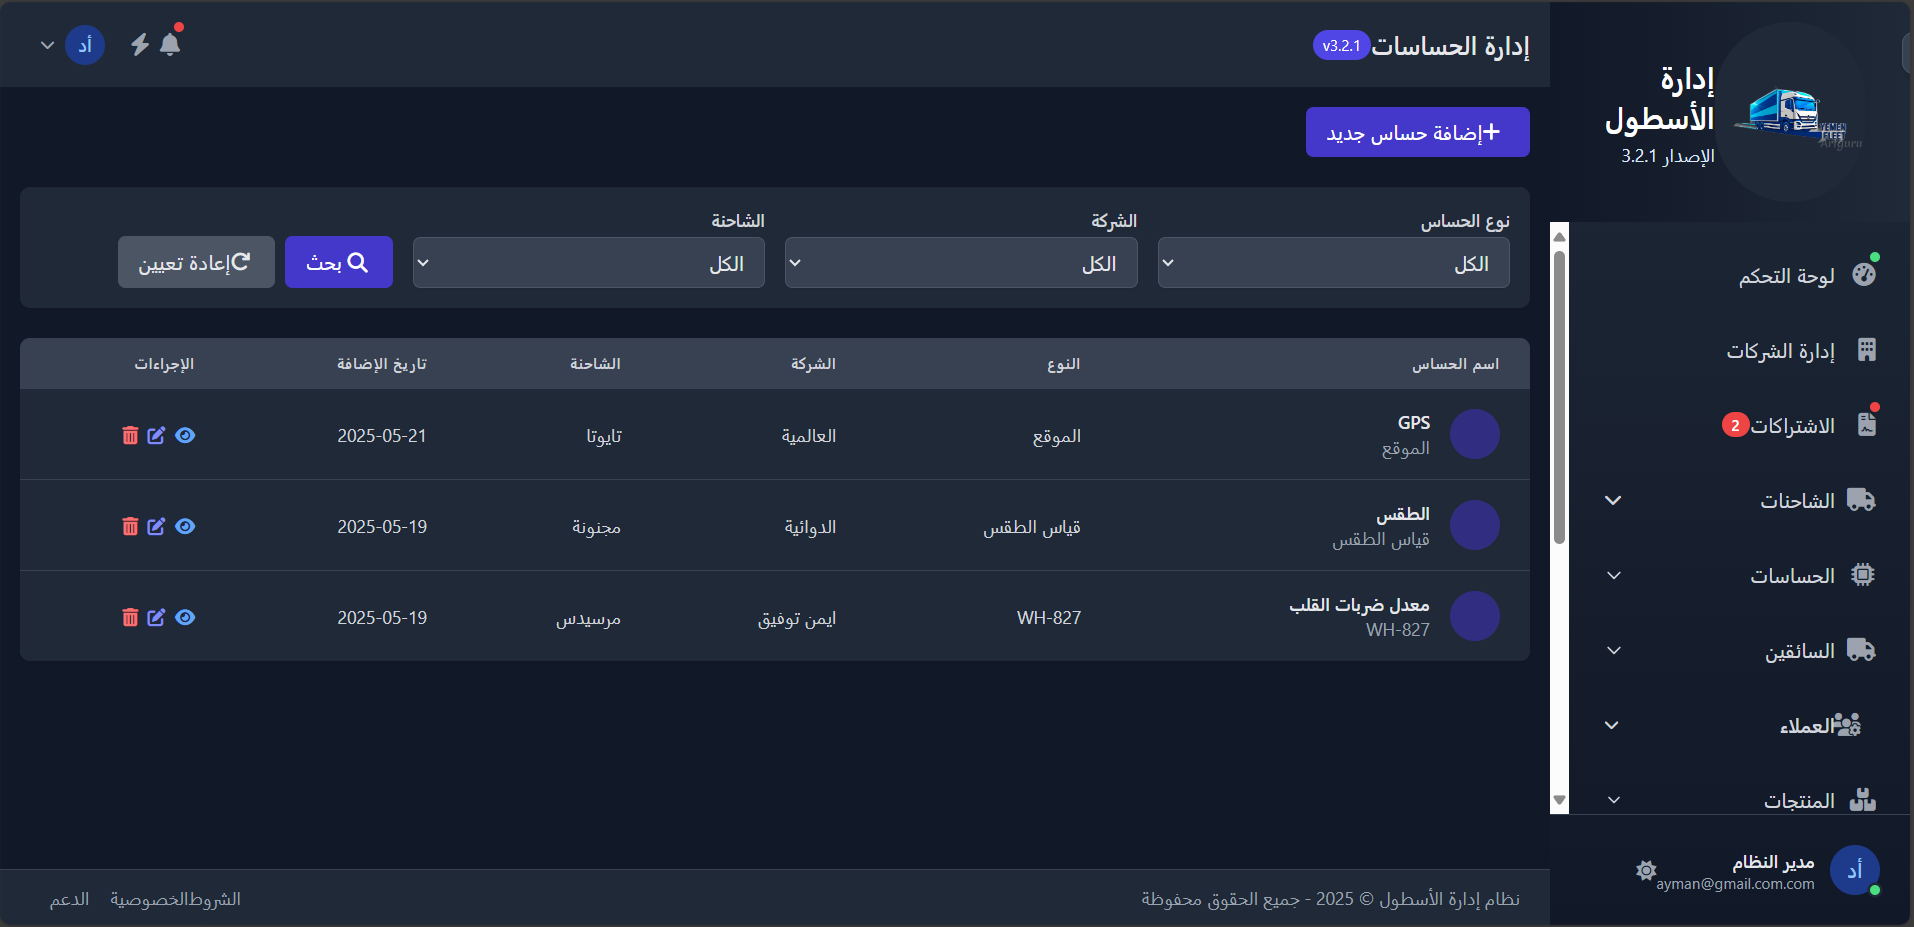 إدارة
الأسطول
الإصدار 3.2.1
YEMEN
FLEET
Artguru
لوحة التحكم
إدارة الشركات
الاشتراكات 2
الشاحنات
الحساسات
السائقين
العملاء
المنتجات
مدير النظام
ayman@gmail.com.com
أد
إدارة الحساسات v3.2.1
أد
إضافة حساس جديد
نوع الحساس
الكل
الشركة
الكل
الشاحنة
الكل
بحث
إعادة تعيين
اسم الحساس النوع الشركة الشاحنة تاريخ الإضافة الإجراءات
GPS
الموقع
الموقع العالمية تايوتا 2025-05-21
الطقس
قياس الطقس
قياس الطقس الدوائية مجنونة 2025-05-19
معدل ضربات القلب
WH-827
WH-827 ايمن توفيق مرسيدس 2025-05-19
نظام إدارة الأسطول © 2025 - جميع الحقوق محفوظة
الشروط الخصوصية الدعم